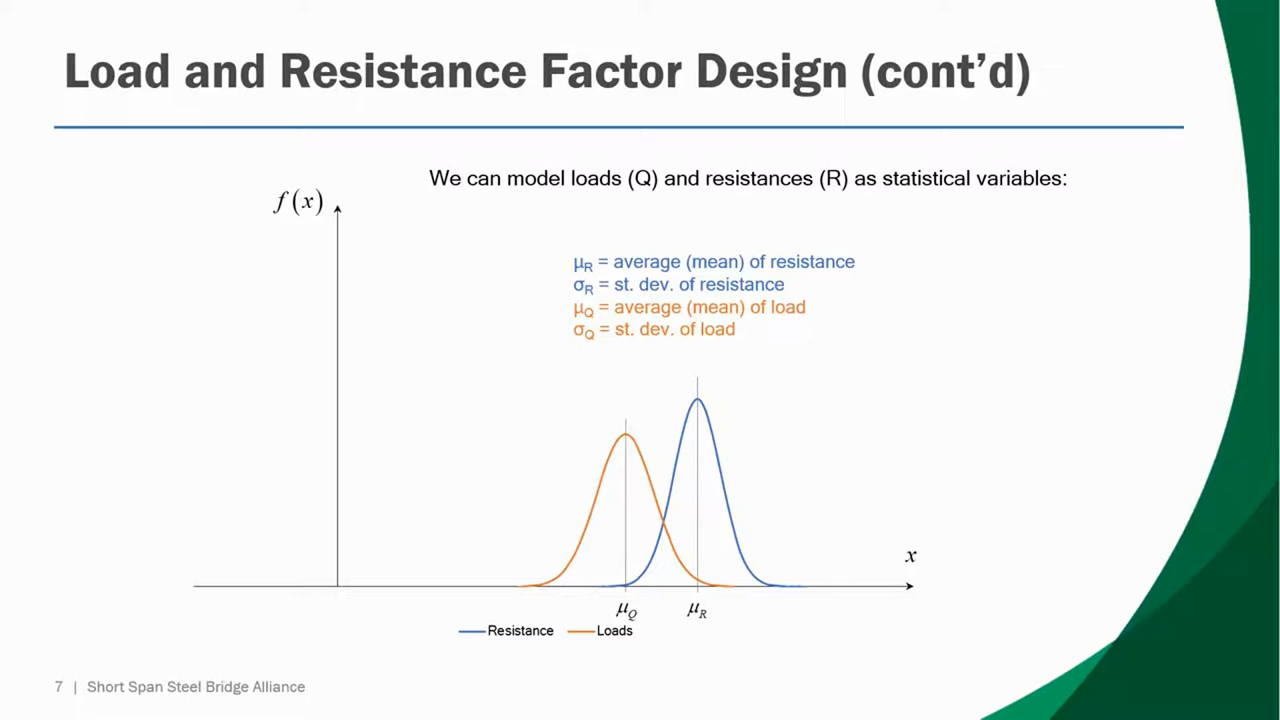 Load and Resistance Factor Design (cont’d)
We can model loads (Q) and resistances (R) as statistical variables:
f(x)
μR = average (mean) of resistance
σR = st. dev. of resistance
μQ = average (mean) of load
σQ = st. dev. of load
x
μQ μR
Resistance Loads
7 | Short Span Steel Bridge Alliance